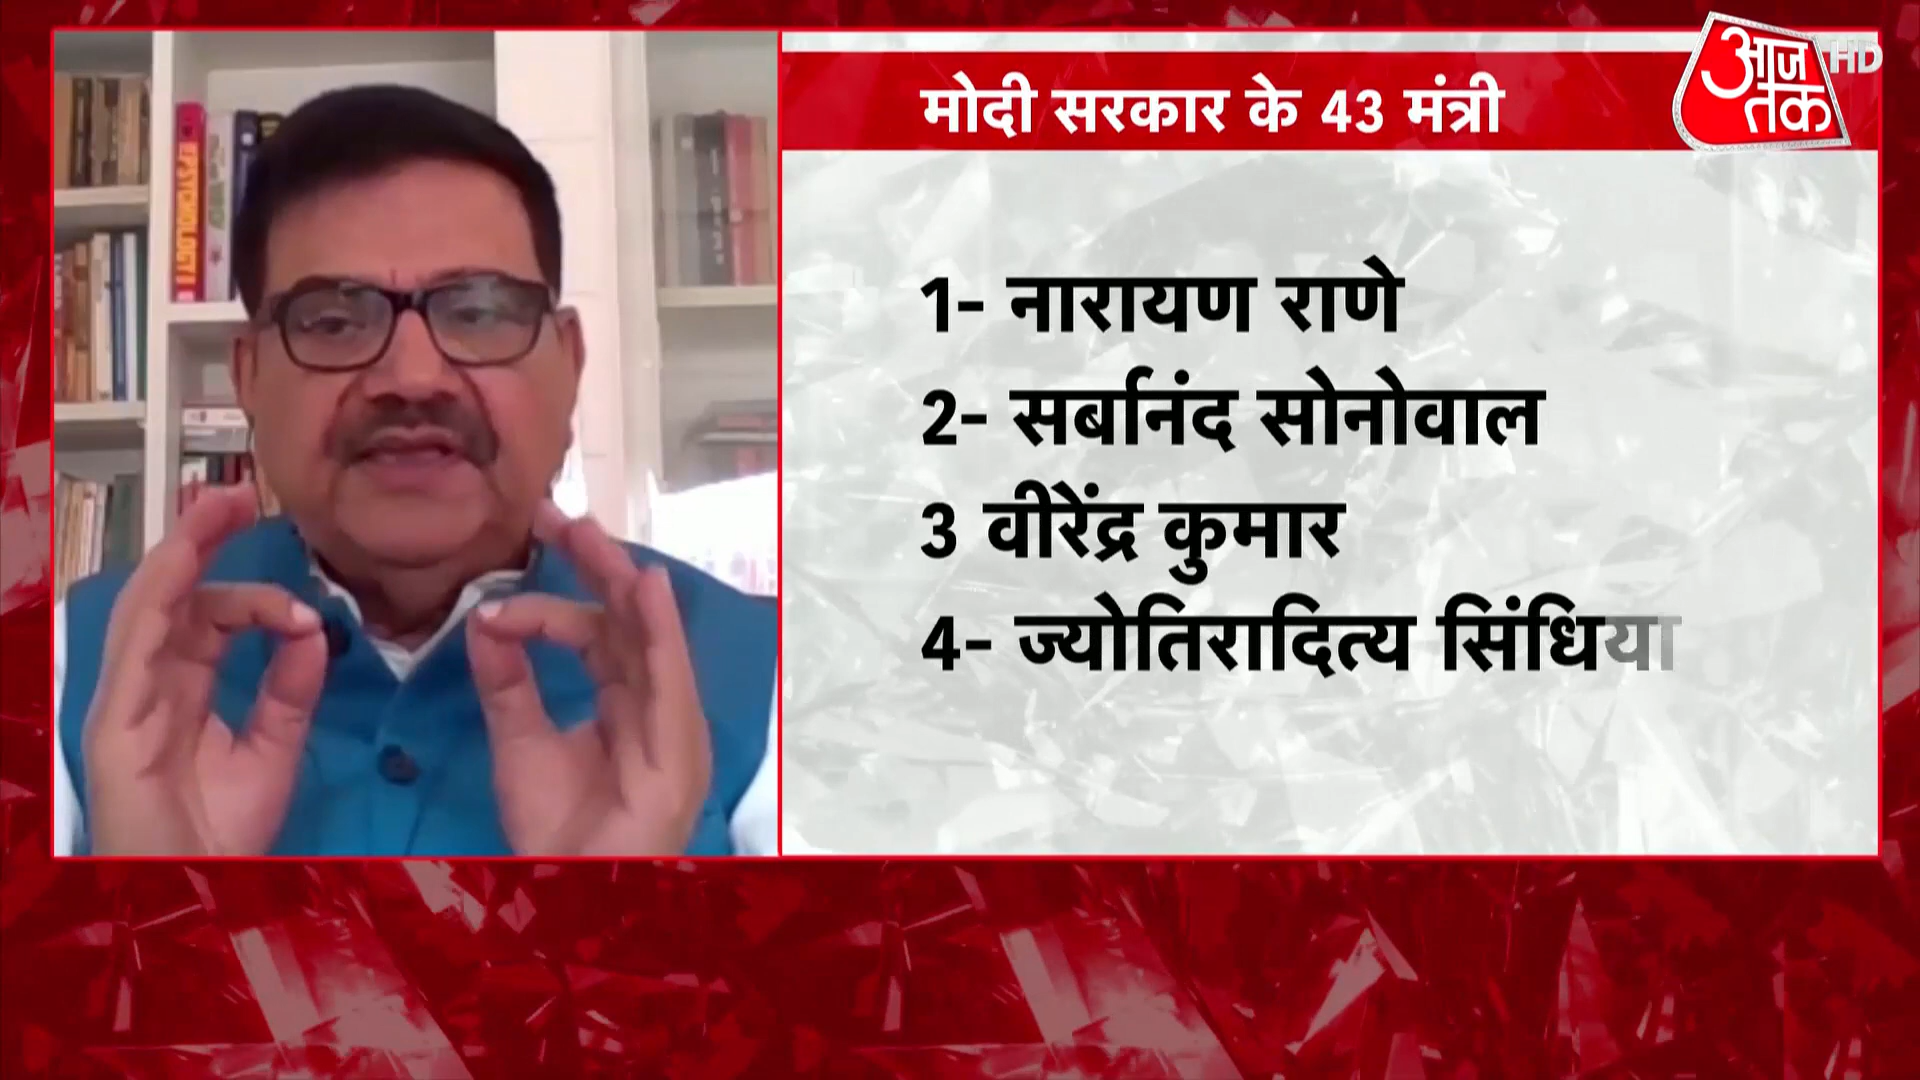 आज तक HD
मोदी सरकार के 43 मंत्री
1- नारायण राणे
2- सर्बानंद सोनोवाल
3 वीरेंद्र कुमार
4- ज्योतिरादित्य सिंधिया